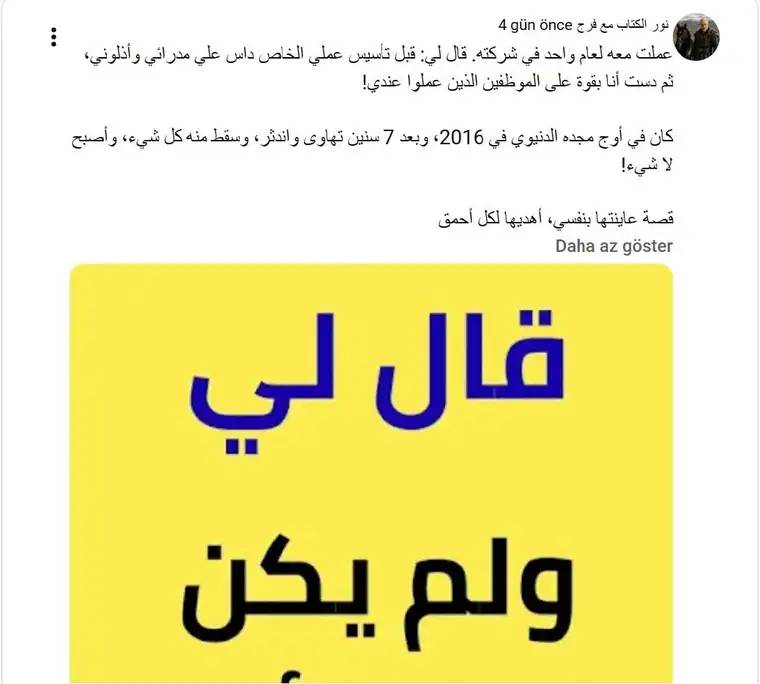 نور الكتاب مع فرج 4 gün önce
عملت معه لعام واحد في شركته. قال لي: قبل تأسيس عملي الخاص داس علي مدرائي وأذلوني،
ثم دست أنا بقوة على الموظفين الذين عملوا عندي!
كان في أوج مجده الدنيوي في 2016، وبعد 7 سنين تهاوى واندثر، وسقط منه كل شيء، وأصبح
لا شيء!
قصة عاينتها بنفسي، أهديها لكل أحمق
Daha az göster
قال لي
ولم يكن